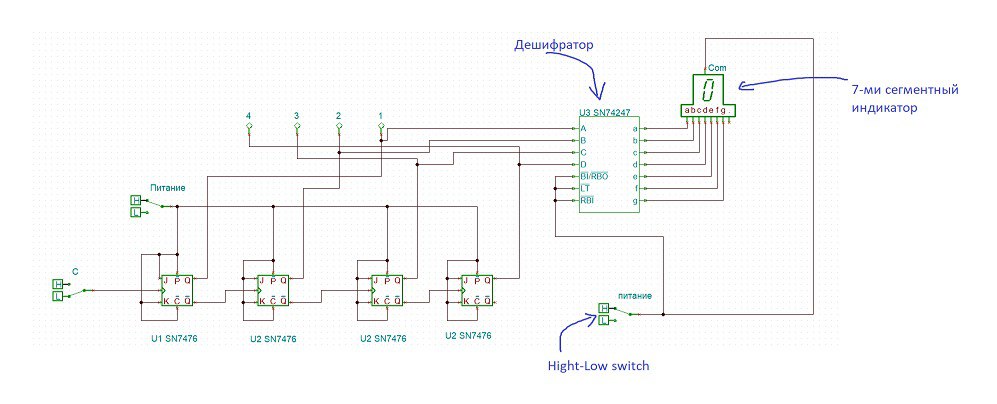 Дешифратор
Com
7-ми сегментный
индикатор
abcdefg.
U3 SN74247
4 3 2 1
A a
B b
C c
D d
BI/RBO e
LT f
RBI g
Питание
H
L
C
H
L
J P Q J P Q J P Q J P Q
K C Q K C Q K C Q K C Q
питание
H
L
U1 SN7476 U2 SN7476 U2 SN7476 U2 SN7476
Hight-Low switch